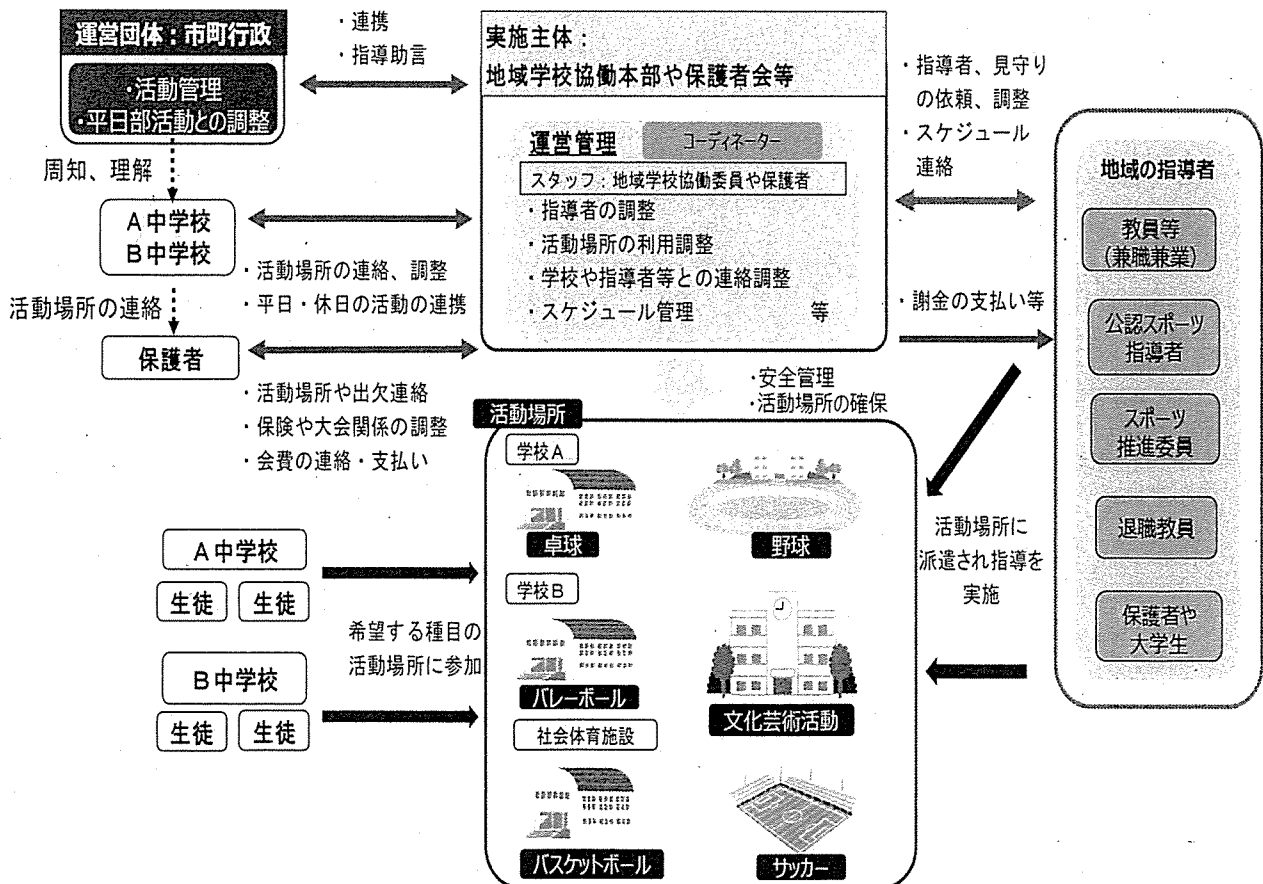 運営団体：市町行政
・活動管理
・平日部活動との調整
・連携
・指導助言
実施主体：
地域学校協働本部や保護者会等
運営管理
コーディネーター
スタッフ：地域学校協働委員や保護者
・指導者の調整
・活動場所の利用調整
・学校や指導者等との連絡調整
・スケジュール管理　等
・指導者、見守り
の依頼、調整
・スケジュール
連絡
地域の指導者
教員等
（兼職兼業）
公認スポーツ
指導者
スポーツ
推進委員
退職教員
保護者や
大学生
周知、理解
A中学校
B中学校
・活動場所の連絡、調整
・平日・休日の活動の連携
活動場所の連絡
保護者
・活動場所や出欠連絡
・保険や大会関係の調整
・会費の連絡・支払い
・謝金の支払い等
・安全管理
・活動場所の確保
活動場所
学校A
卓球
野球
学校B
バレーボール
文化芸術活動
社会体育施設
バスケットボール
サッカー
活動場所に
派遣され指導を
実施
A中学校
生徒
生徒
希望する種目の
活動場所に参加
B中学校
生徒
生徒